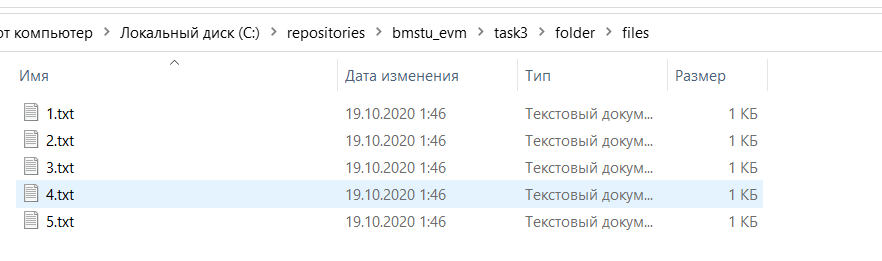 от компьютер > Локальный диск (C:) > repositories > bmstu_evm > task3 > folder > files
Имя Дата изменения Тип Размер
1.txt 19.10.2020 1:46 Текстовый докум... 1 КБ
2.txt 19.10.2020 1:46 Текстовый докум... 1 КБ
3.txt 19.10.2020 1:46 Текстовый докум... 1 КБ
4.txt 19.10.2020 1:46 Текстовый докум... 1 КБ
5.txt 19.10.2020 1:46 Текстовый докум... 1 КБ